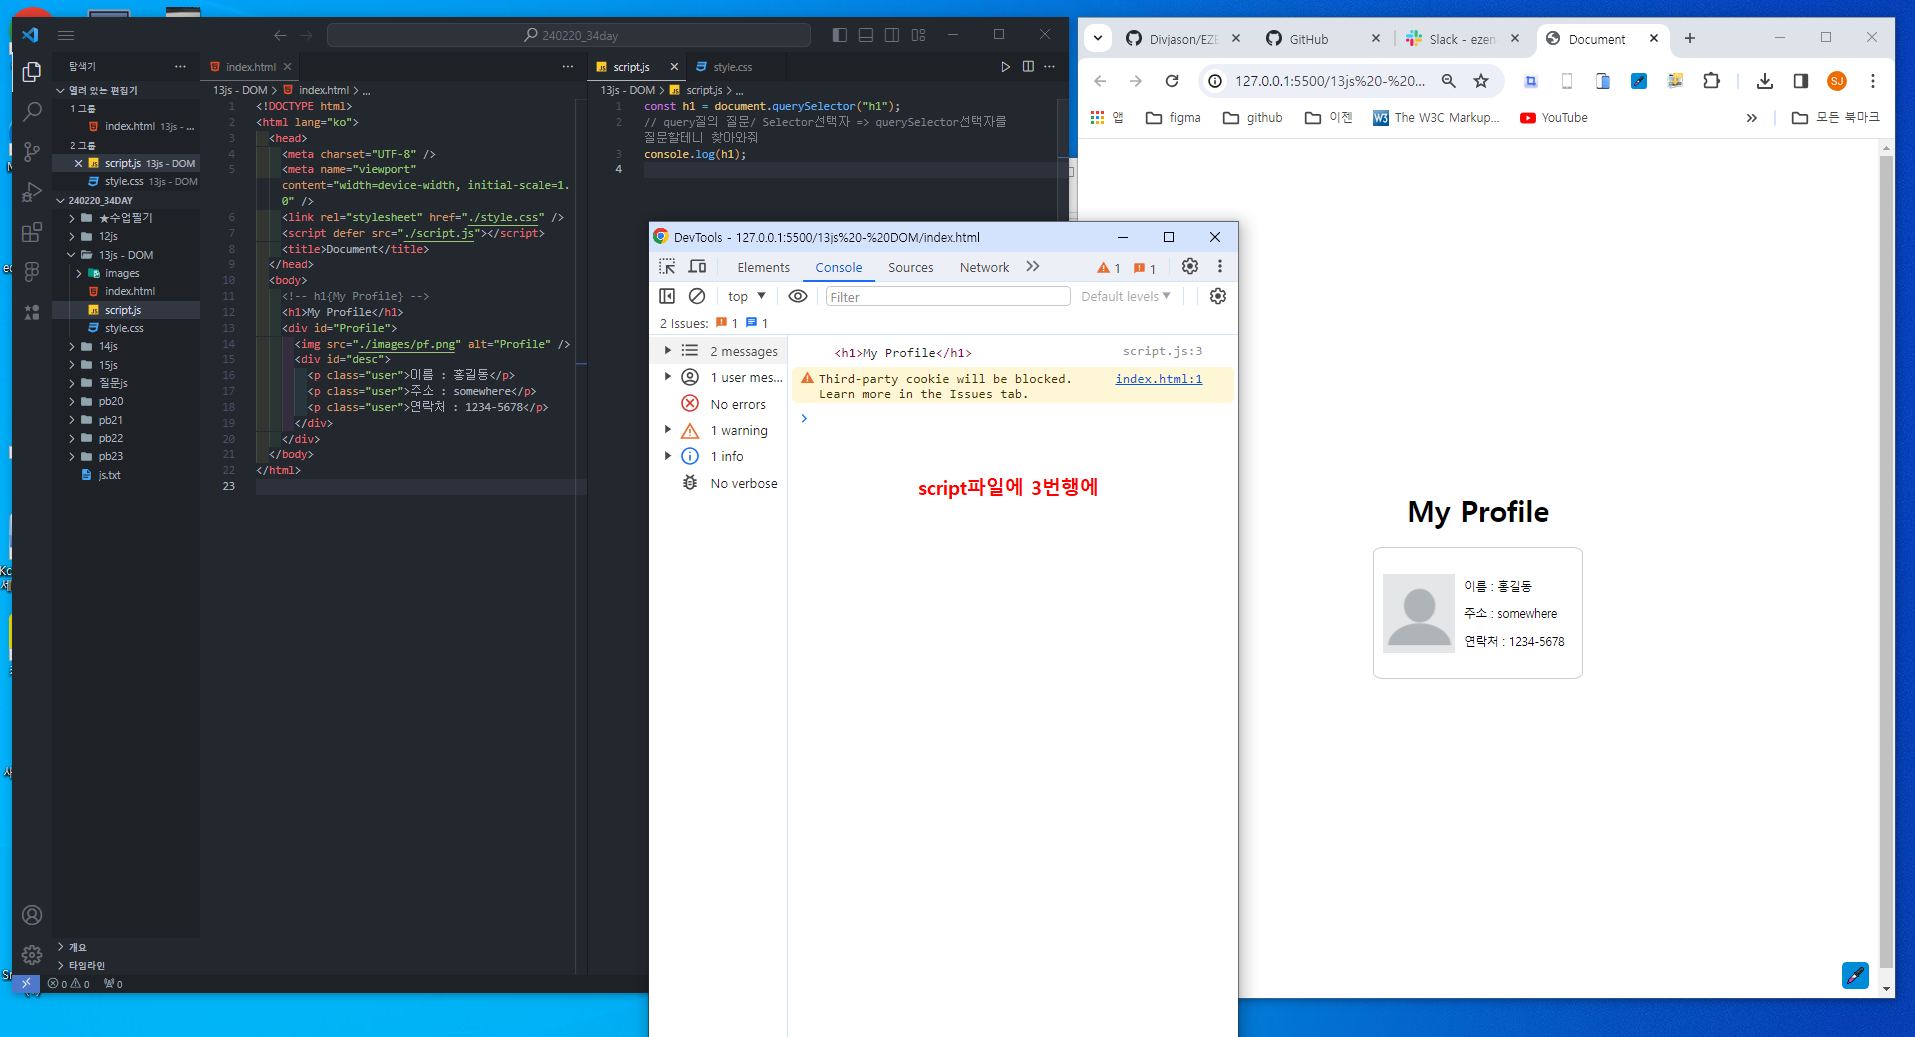 240220_34day
탐색기
열려 있는 편집기
1 그룹
index.html 13js - ...
2 그룹
script.js 13js - DOM
style.css 13js - DOM
240220_34DAY
★수업필기
12js
13js - DOM
images
index.html
script.js
style.css
14js
15js
질문js
pb20
pb21
pb22
pb23
js.txt
개요
타임라인
0 0 0
index.html
13js - DOM > index.html > ...
1 <!DOCTYPE html>
2 <html lang="ko">
3 <head>
4 <meta charset="UTF-8" />
5 <meta name="viewport"
content="width=device-width, initial-scale=1.
0" />
6 <link rel="stylesheet" href="./style.css" />
7 <script defer src="./script.js"></script>
8 <title>Document</title>
9 </head>
10 <body>
11 <!-- h1{My Profile} -->
12 <h1>My Profile</h1>
13 <div id="Profile">
14 <img src="./images/pf.png" alt="Profile" />
15 <div id="desc">
16 <p class="user">이름 : 홍길동</p>
17 <p class="user">주소 : somewhere</p>
18 <p class="user">연락처 : 1234-5678</p>
19 </div>
20 </div>
21 </body>
22 </html>
23
script.js style.css
13js - DOM > script.js > ...
1 const h1 = document.querySelector("h1");
2 // query질의 질문/ Selector선택자 => querySelector선택자를
질문할테니 찾아와줘
3 console.log(h1);
4
DevTools - 127.0.0.1:5500/13js%20-%20DOM/index.html
Elements Console Sources Network 1 1
top Filter Default levels
2 Issues: 1 1
2 messages
1 user mes...
No errors
1 warning
1 info
No verbose
<h1>My Profile</h1> script.js:3
Third-party cookie will be blocked. index.html:1
Learn more in the Issues tab.
script파일에 3번행에
Divjason/EZE GitHub Slack - ezen Document
127.0.0.1:5500/13js%20-%20... SJ
앱 figma github 이젠 W3 The W3C Markup... YouTube 모든 북마크
My Profile
이름 : 홍길동
주소 : somewhere
연락처 : 1234-5678